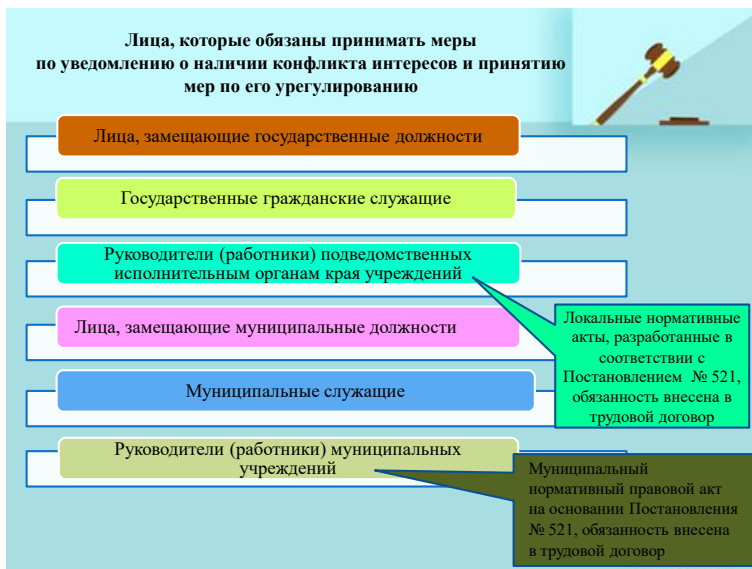 Лица, которые обязаны принимать меры
по уведомлению о наличии конфликта интересов и принятию
мер по его урегулированию
Лица, замещающие государственные должности
Государственные гражданские служащие
Руководители (работники) подведомственных
исполнительным органам края учреждений
Лица, замещающие муниципальные должности
Локальные нормативные
акты, разработанные в
соответствии с
Постановлением № 521,
обязанность внесена в
трудовой договор
Муниципальные служащие
Руководители (работники) муниципальных
учреждений
Муниципальный
нормативный правовой акт
на основании Постановления
№ 521, обязанность внесена
в трудовой договор